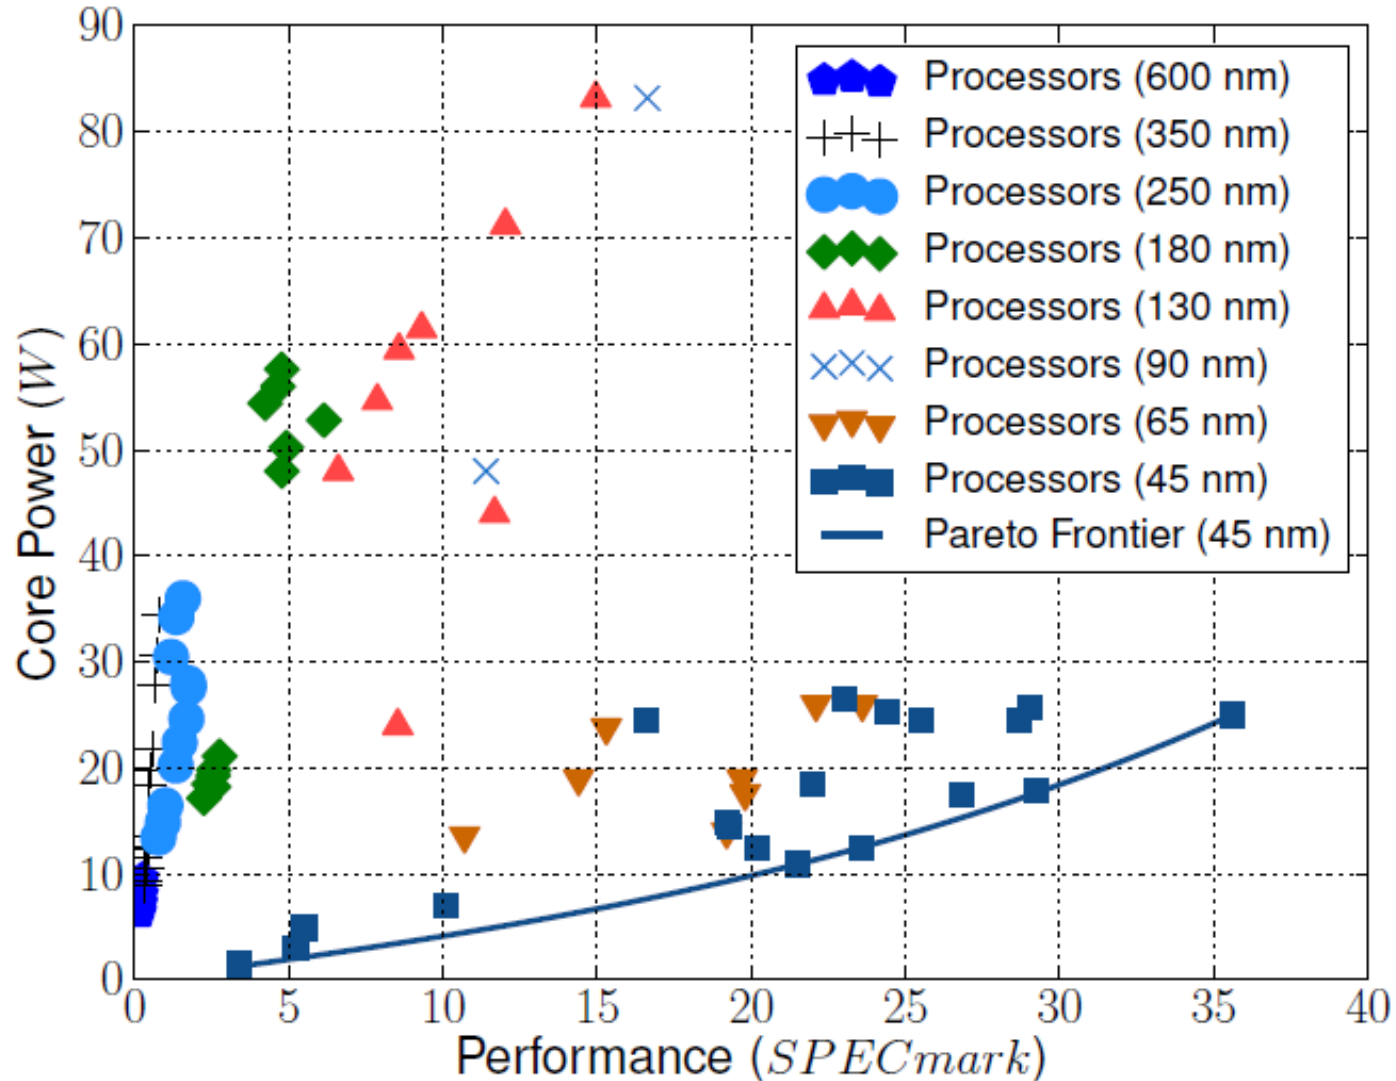 90
80
70
60
50
40
30
20
10
0
Core Power (W)
Processors (600 nm)
Processors (350 nm)
Processors (250 nm)
Processors (180 nm)
Processors (130 nm)
Processors (90 nm)
Processors (65 nm)
Processors (45 nm)
Pareto Frontier (45 nm)
0 5 10 15 20 25 30 35 40
Performance (SPECmark)